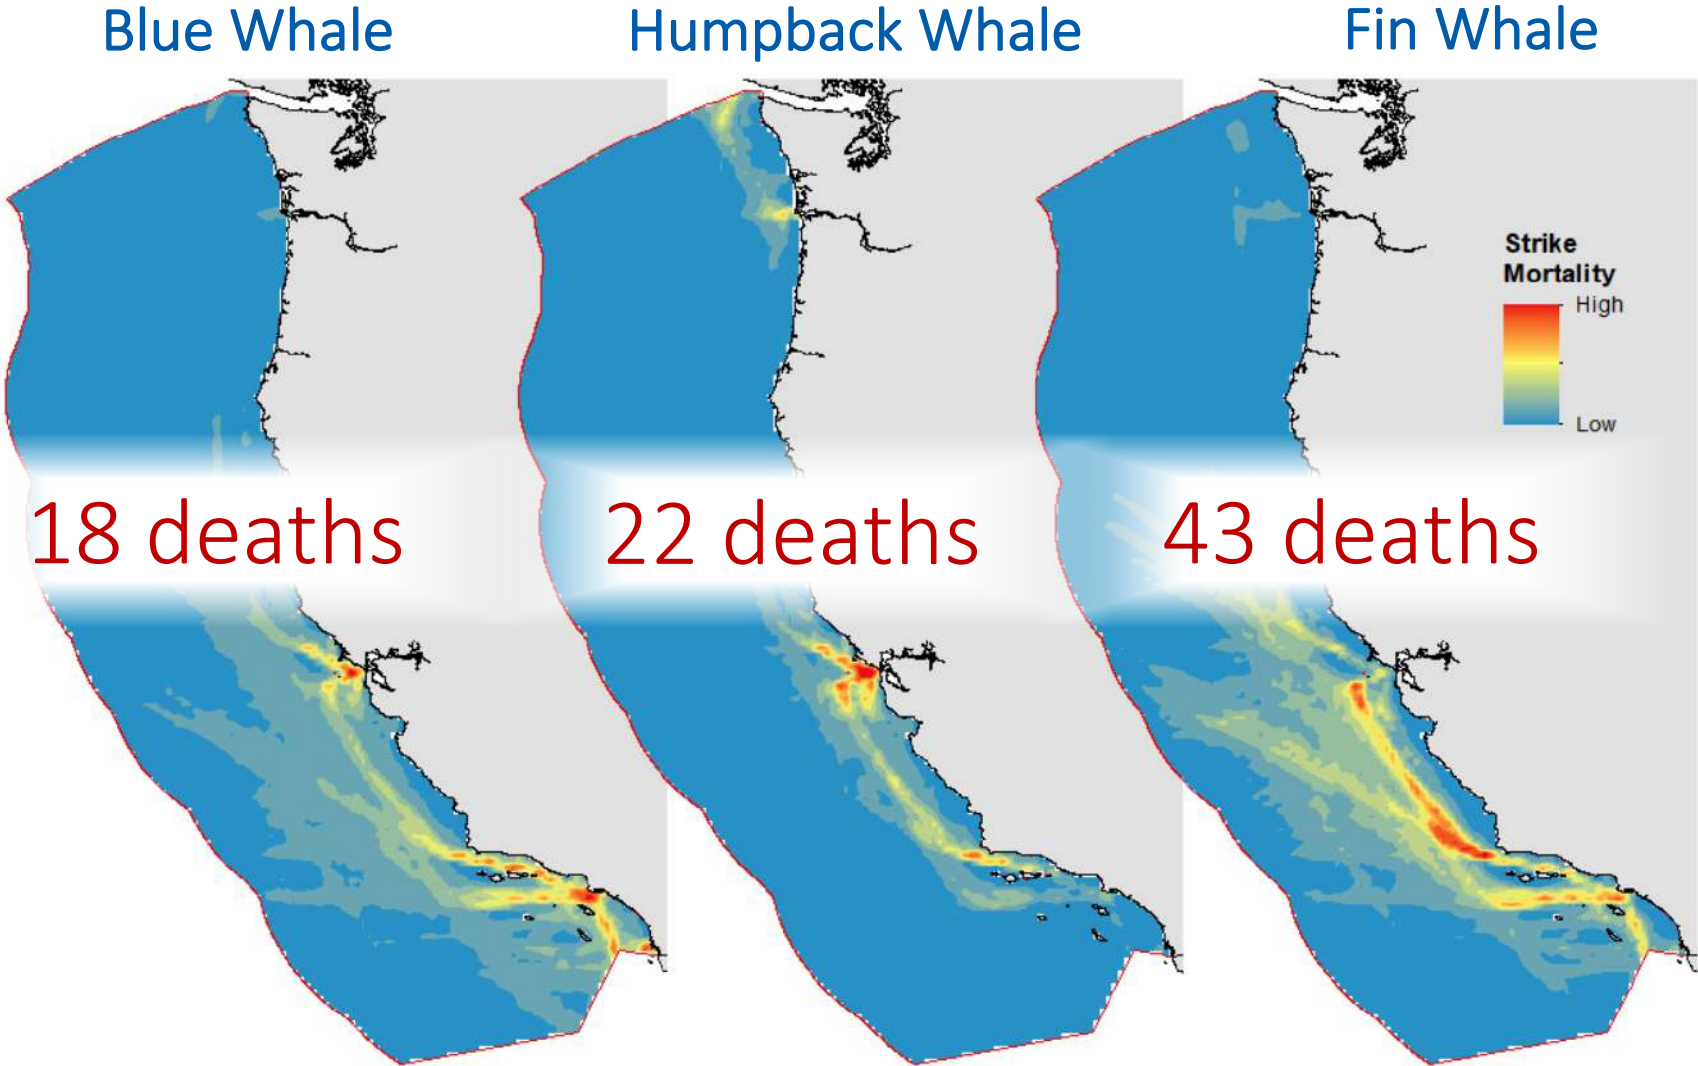 Blue Whale
Humpback Whale
Fin Whale
Strike
Mortality
High
Low
18 deaths
22 deaths
43 deaths